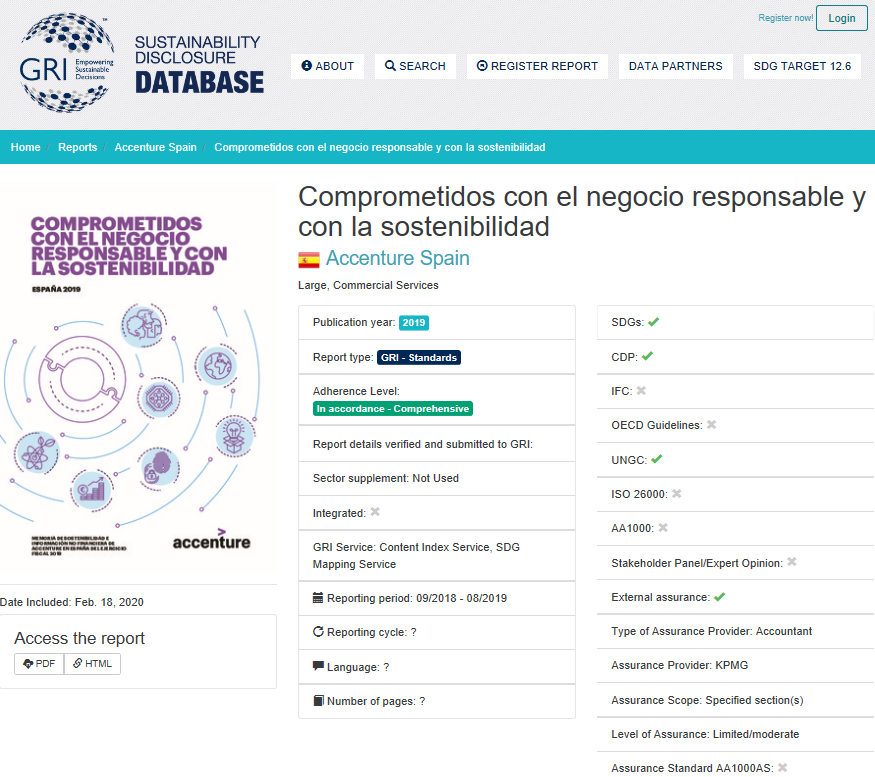 Register now!
Login
GRI
Empowering
Sustainable
Decisions
SUSTAINABILITY
DISCLOSURE
DATABASE
ABOUT
SEARCH
REGISTER REPORT
DATA PARTNERS
SDG TARGET 12.6
Home / Reports / Accenture Spain / Comprometidos con el negocio responsable y con la sostenibilidad
COMPROMETIDOS
CON EL NEGOCIO
RESPONSABLE Y CON
LA SOSTENIBILIDAD
ESPAÑA 2019
MEMORIA DE SOSTENIBILIDAD E
INFORMACIÓN NO FINANCIERA DE
ACCENTURE EN ESPAÑA DEL EJERCICIO
FISCAL 2019
accenture
Date Included: Feb. 18, 2020
Access the report
PDF
HTML
Comprometidos con el negocio responsable y
con la sostenibilidad
Accenture Spain
Large, Commercial Services
Publication year: 2019
Report type: GRI - Standards
Adherence Level:
In accordance - Comprehensive
Report details verified and submitted to GRI:
Sector supplement: Not Used
Integrated:
GRI Service: Content Index Service, SDG
Mapping Service
Reporting period: 09/2018 - 08/2019
Reporting cycle: ?
Language: ?
Number of pages: ?
SDGs:
CDP:
IFC:
OECD Guidelines:
UNGC:
ISO 26000:
AA1000:
Stakeholder Panel/Expert Opinion:
External assurance:
Type of Assurance Provider: Accountant
Assurance Provider: KPMG
Assurance Scope: Specified section(s)
Level of Assurance: Limited/moderate
Assurance Standard AA1000AS: